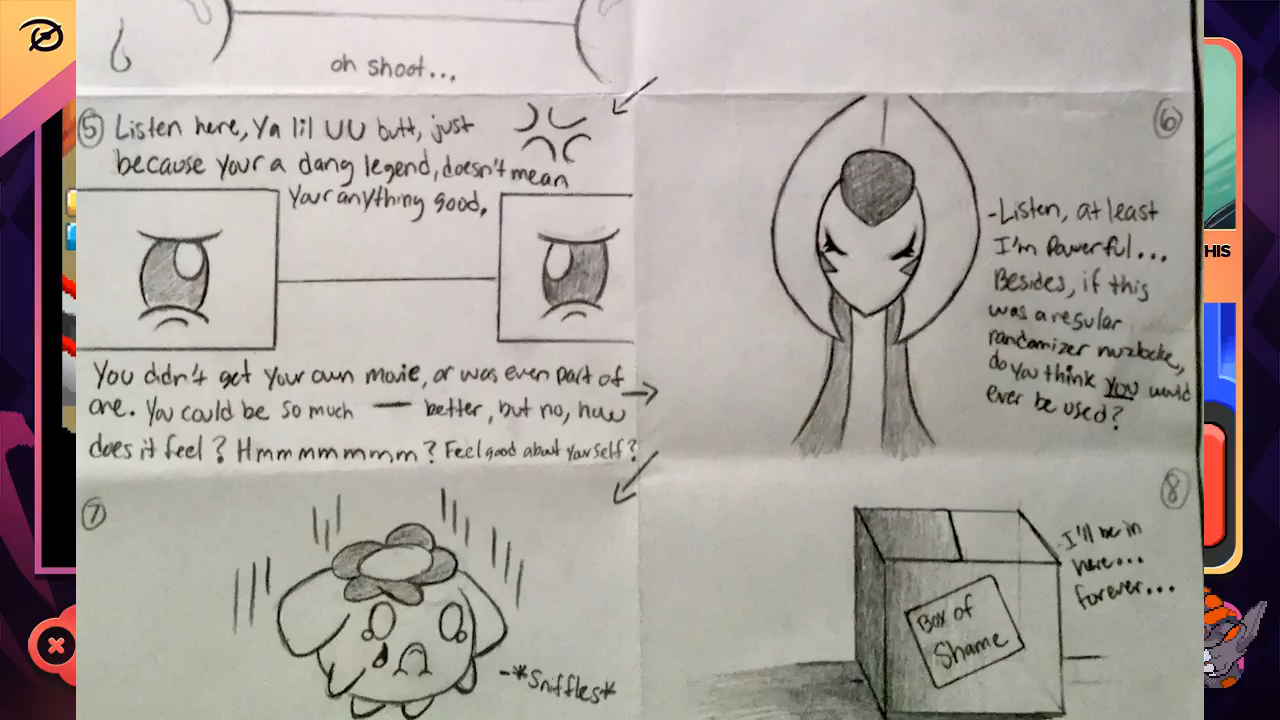 oh shoot...
5
Listen here, Ya lil UU butt, just
because your a dang legend, doesn't mean
your anything good.
You didn't get your own movie, or was even part of
one. You could be so much — better, but no, how
does it feel? Hmmmmmmm? Feel good about yourself?
6
-Listen, at least
I'm Powerful...
Besides, if this
was a regular
randomizer nuzlocke,
do you think YOU would
ever be used?
7
-*Sniffles*
8
-I'll be in
here...
forever...
Box of
Shame
HIS